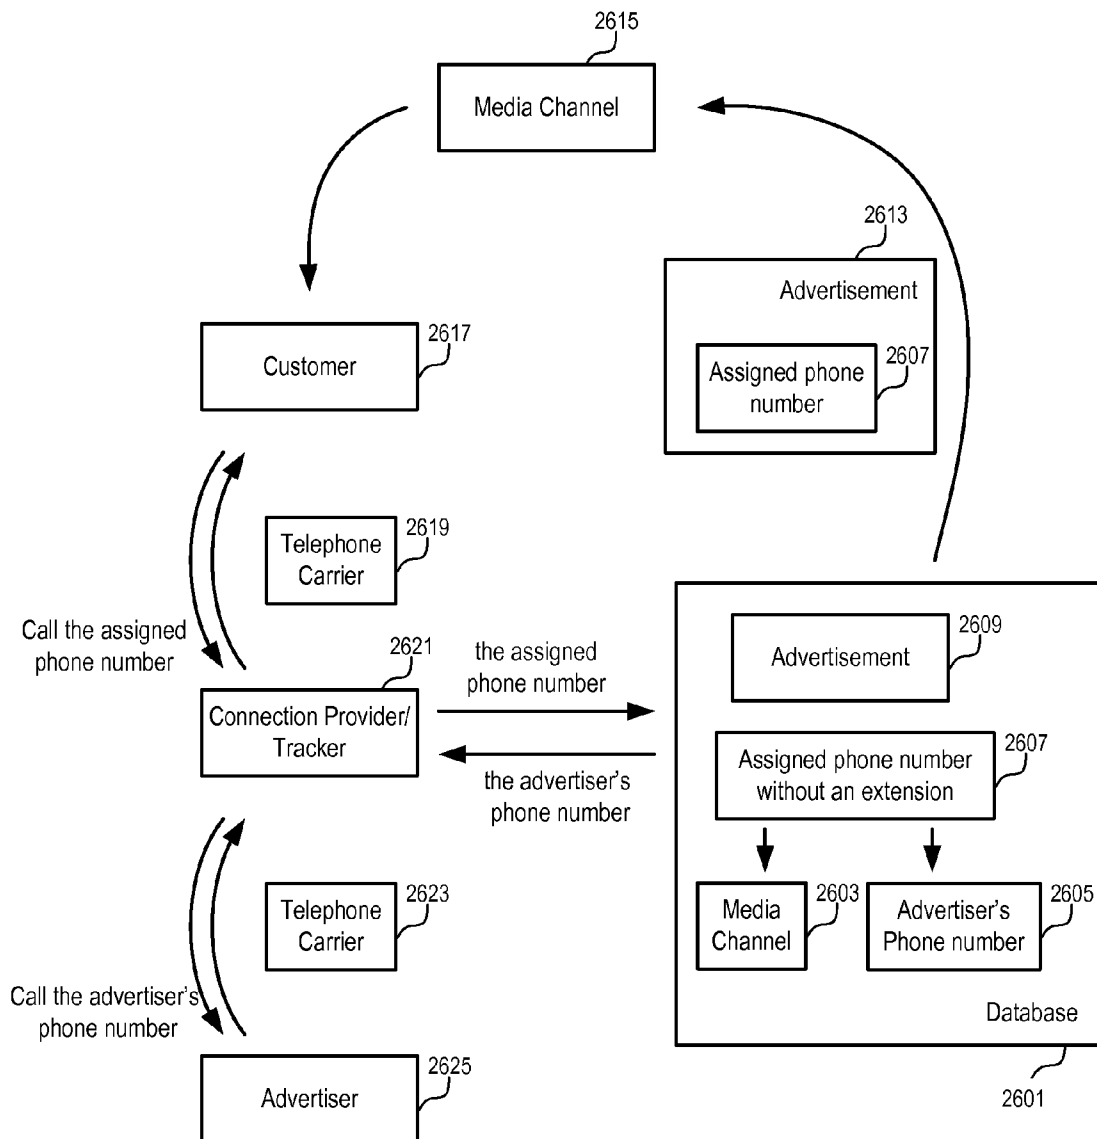 2615
Media Channel
2613
Advertisement
2607
Assigned phone
number
2617
Customer
2619
Telephone
Carrier
Call the assigned
phone number
2621
Connection Provider/
Tracker
the assigned
phone number
the advertiser's
phone number
2609
Advertisement
2607
Assigned phone number
without an extension
2603
Media
Channel
2605
Advertiser's
Phone number
Database
2601
2623
Telephone
Carrier
Call the advertiser's
phone number
2625
Advertiser